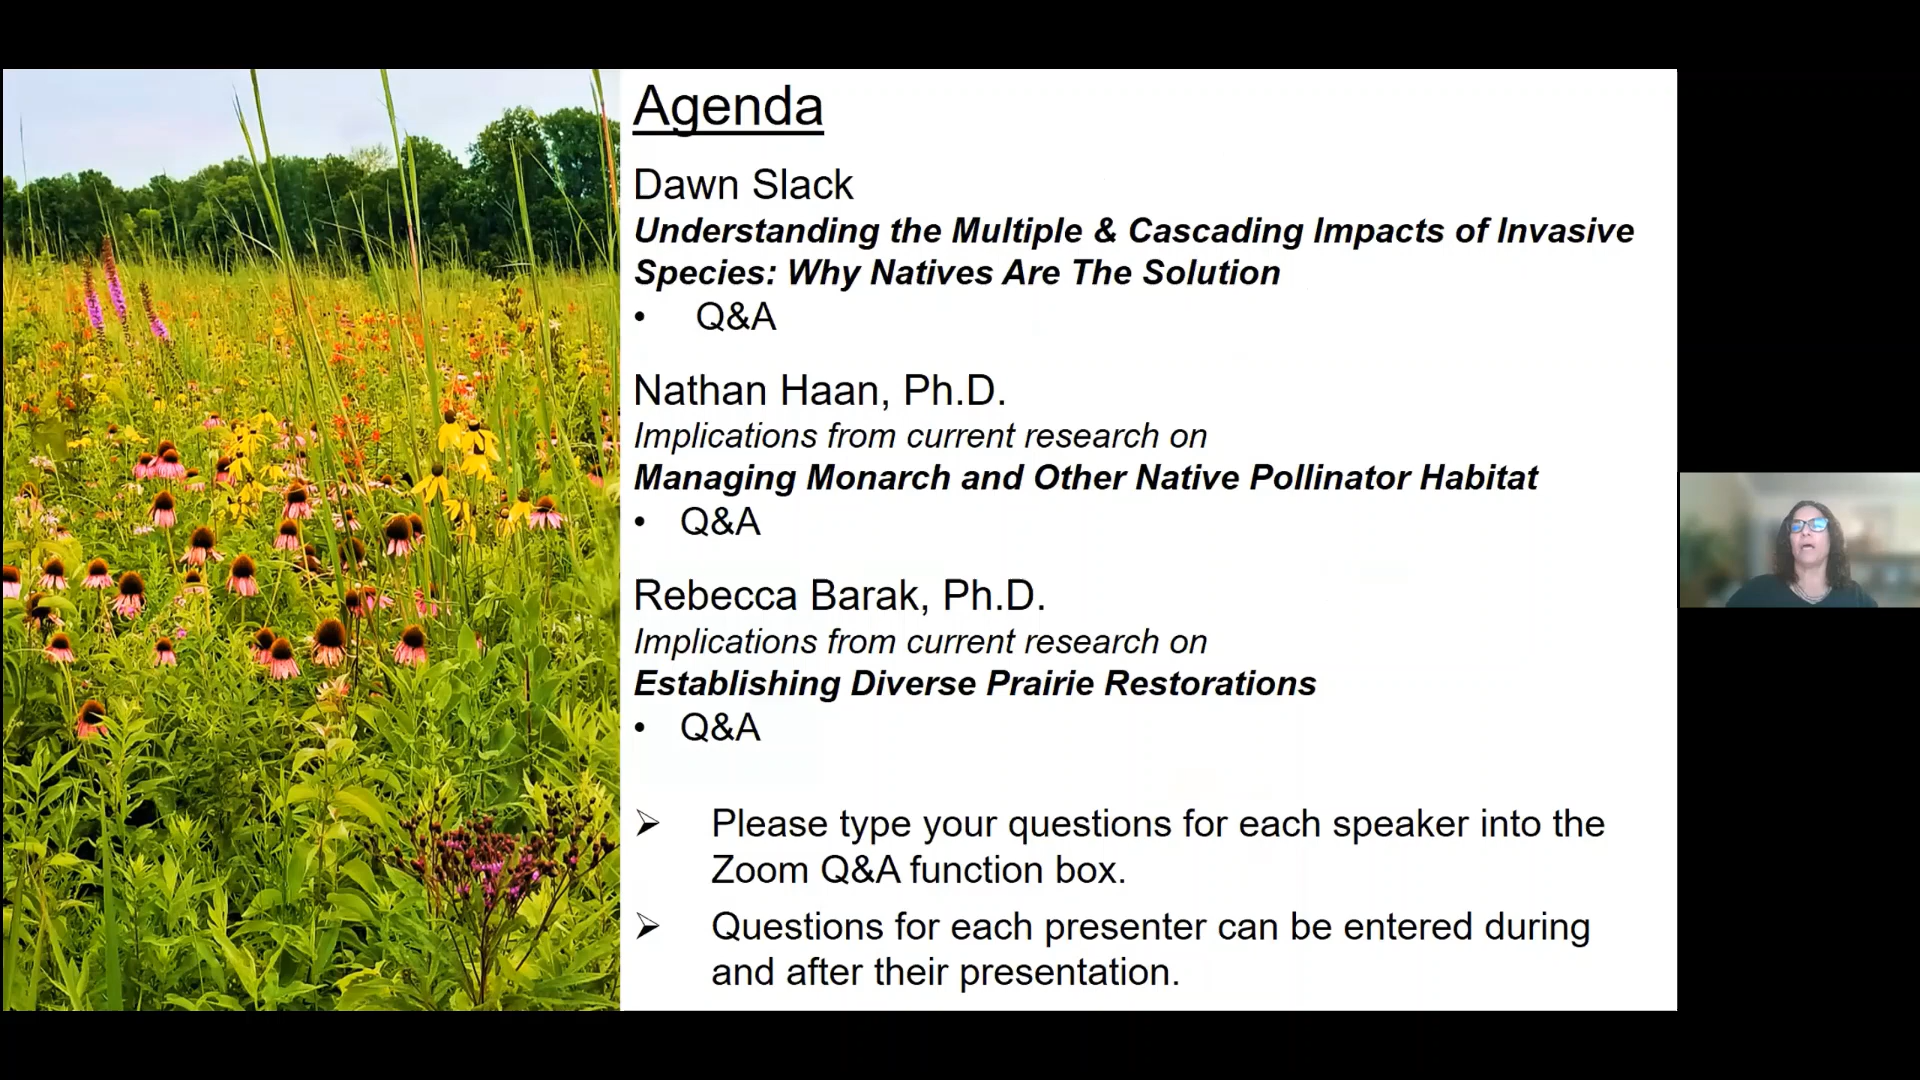 Agenda
Dawn Slack
Understanding the Multiple & Cascading Impacts of Invasive
Species: Why Natives Are The Solution
• Q&A
Nathan Haan, Ph.D.
Implications from current research on
Managing Monarch and Other Native Pollinator Habitat
• Q&A
Rebecca Barak, Ph.D.
Implications from current research on
Establishing Diverse Prairie Restorations
• Q&A
➢ Please type your questions for each speaker into the
Zoom Q&A function box.
➢ Questions for each presenter can be entered during
and after their presentation.